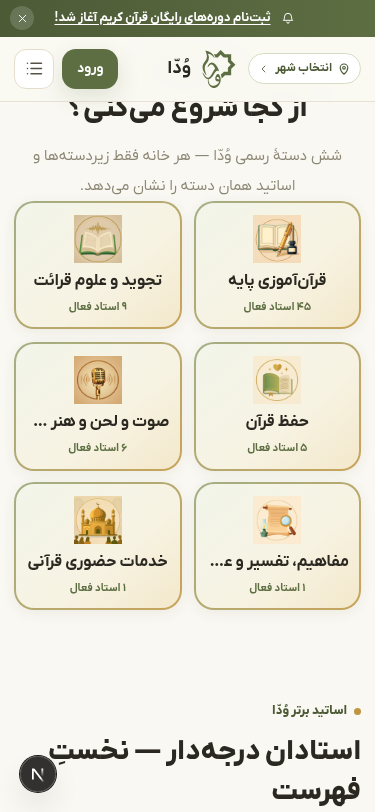 ثبت‌نام دوره‌های رایگان قرآن کریم آغاز شد!
انتخاب شهر
وُدّا
ورود
از کجا شروع می‌کنی؟
شش دستهٔ رسمی وُدّا — هر خانه فقط زیردسته‌ها و
اساتید همان دسته را نشان می‌دهد.
قرآن‌آموزی پایه
۴۵ استاد فعال
تجوید و علوم قرائت
۹ استاد فعال
حفظ قرآن
۵ استاد فعال
صوت و لحن و هنر ...
۶ استاد فعال
مفاهیم، تفسیر و عـ...
۱ استاد فعال
خدمات حضوری قرآنی
۱ استاد فعال
اساتید برتر وُدّا
استادان درجه‌دار — نخستِ
فهرست
N